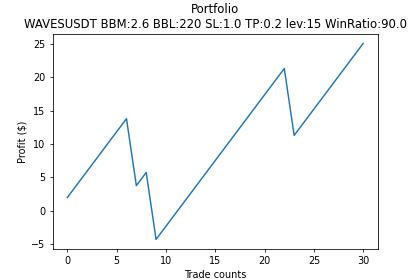 Portfolio
WAVESUSDT BBM:2.6 BBL:220 SL:1.0 TP:0.2 lev:15 WinRatio:90.0
25
20
15
10
5
0
−5
Profit ($)
0 5 10 15 20 25 30
Trade counts